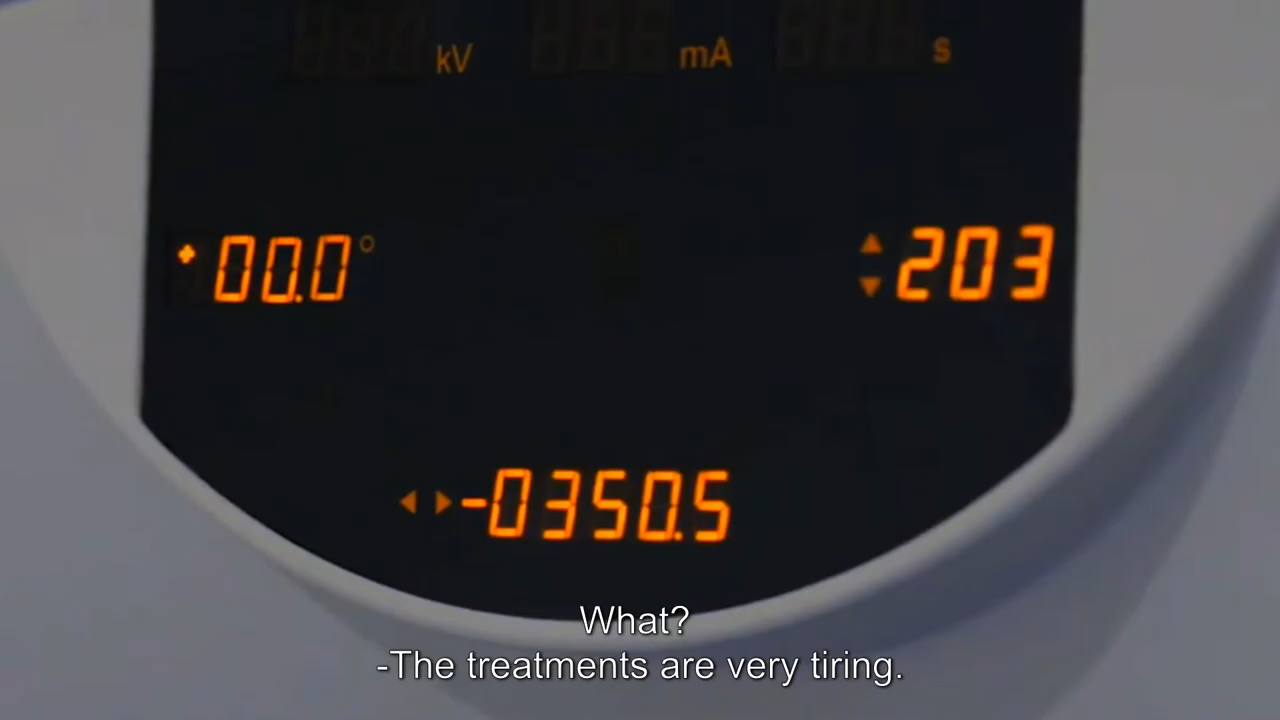 kV mA s
+00.0° 203
-0350.5
What?
-The treatments are very tiring.